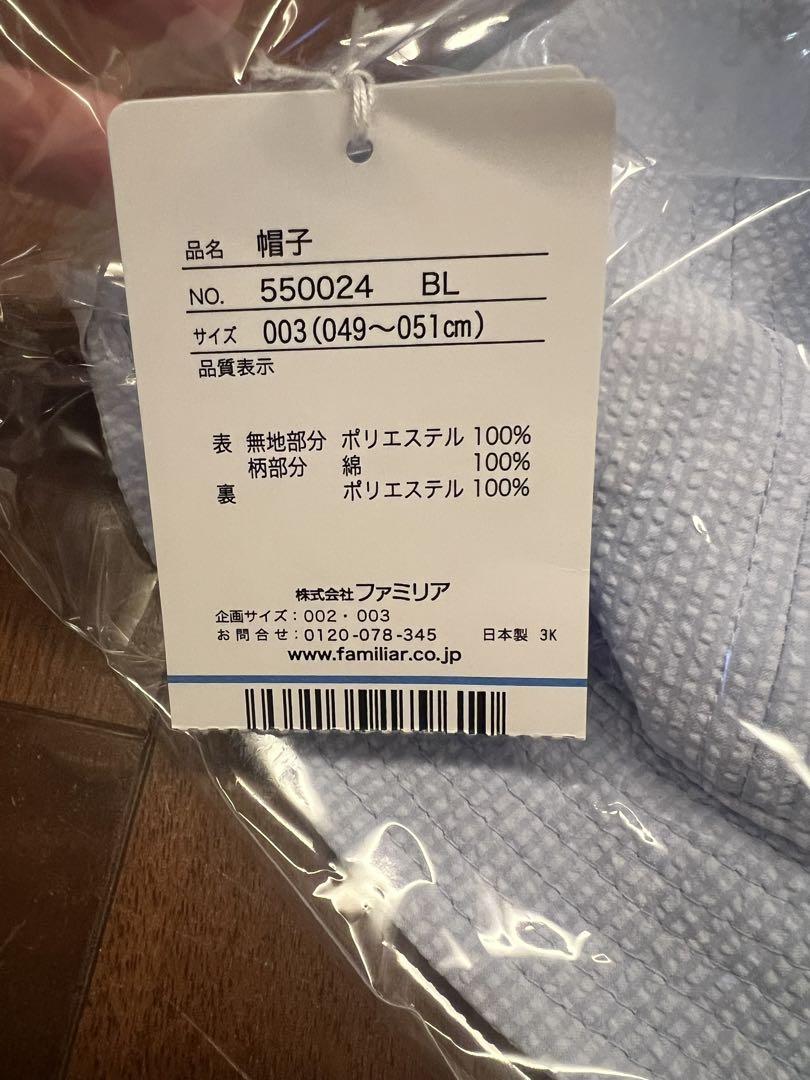 品名 帽子
NO. 550024 BL
サイズ 003(049〜051cm)
品質表示
表 無地部分 ポリエステル 100%
柄部分 綿 100%
裏 ポリエステル 100%
株式会社ファミリア
企画サイズ:002・003
お問合せ:0120-078-345 日本製 3K
www.familiar.co.jp